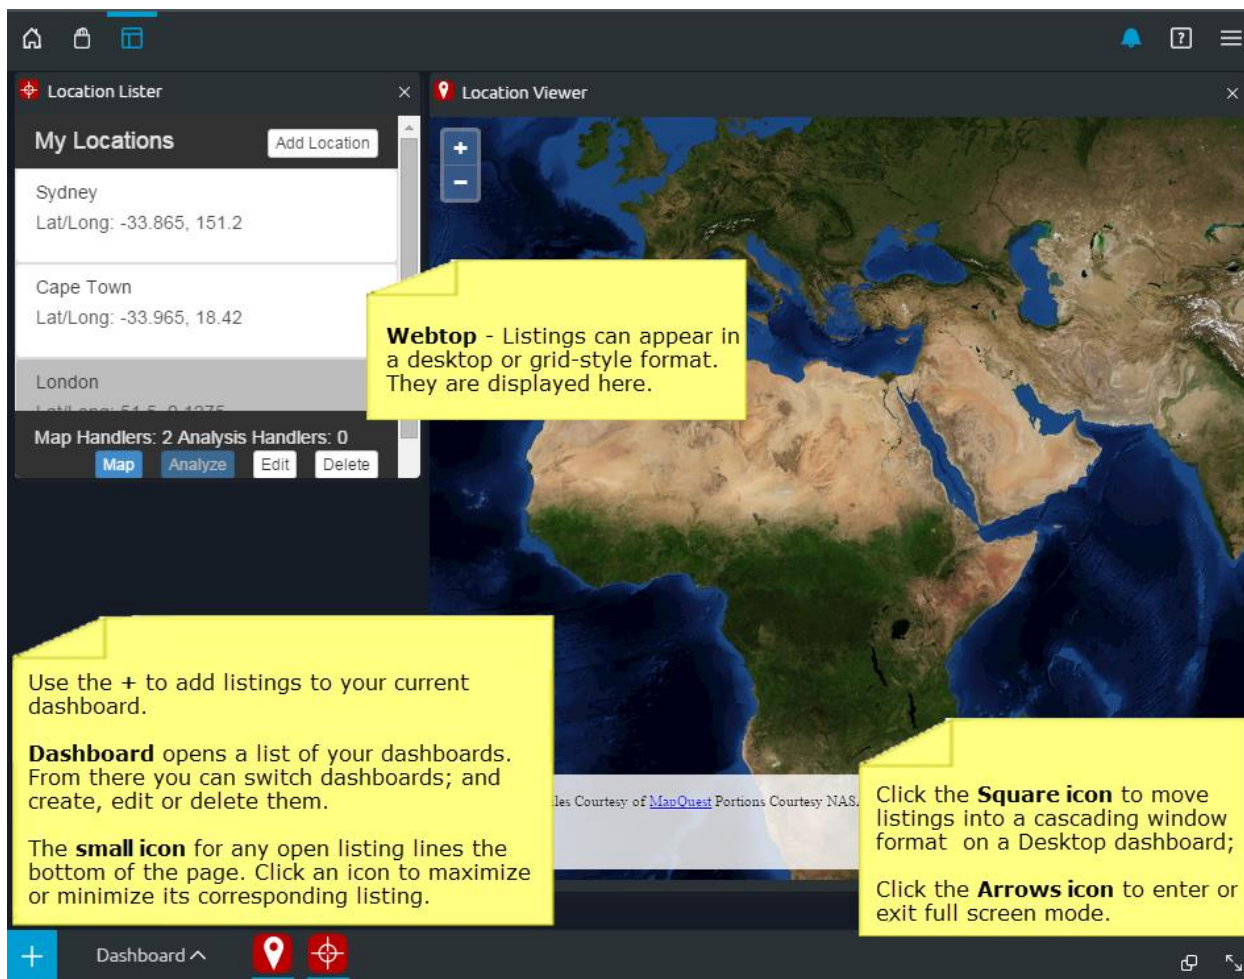 Location Lister
Location Viewer
My Locations
Add Location
Sydney
Lat/Long: -33.865, 151.2
Cape Town
Lat/Long: -33.965, 18.42
London
Map Handlers: 2 Analysis Handlers: 0
Map
Analyze
Edit
Delete
Webtop - Listings can appear in
a desktop or grid-style format.
They are displayed here.
Use the + to add listings to your current
dashboard.
Dashboard opens a list of your dashboards.
From there you can switch dashboards; and
create, edit or delete them.
The small icon for any open listing lines the
bottom of the page. Click an icon to maximize
or minimize its corresponding listing.
Courtesy of MapQuest Portions Courtesy
Click the Square icon to move
listings into a cascading window
format on a Desktop dashboard;
Click the Arrows icon to enter or
exit full screen mode.
Dashboard